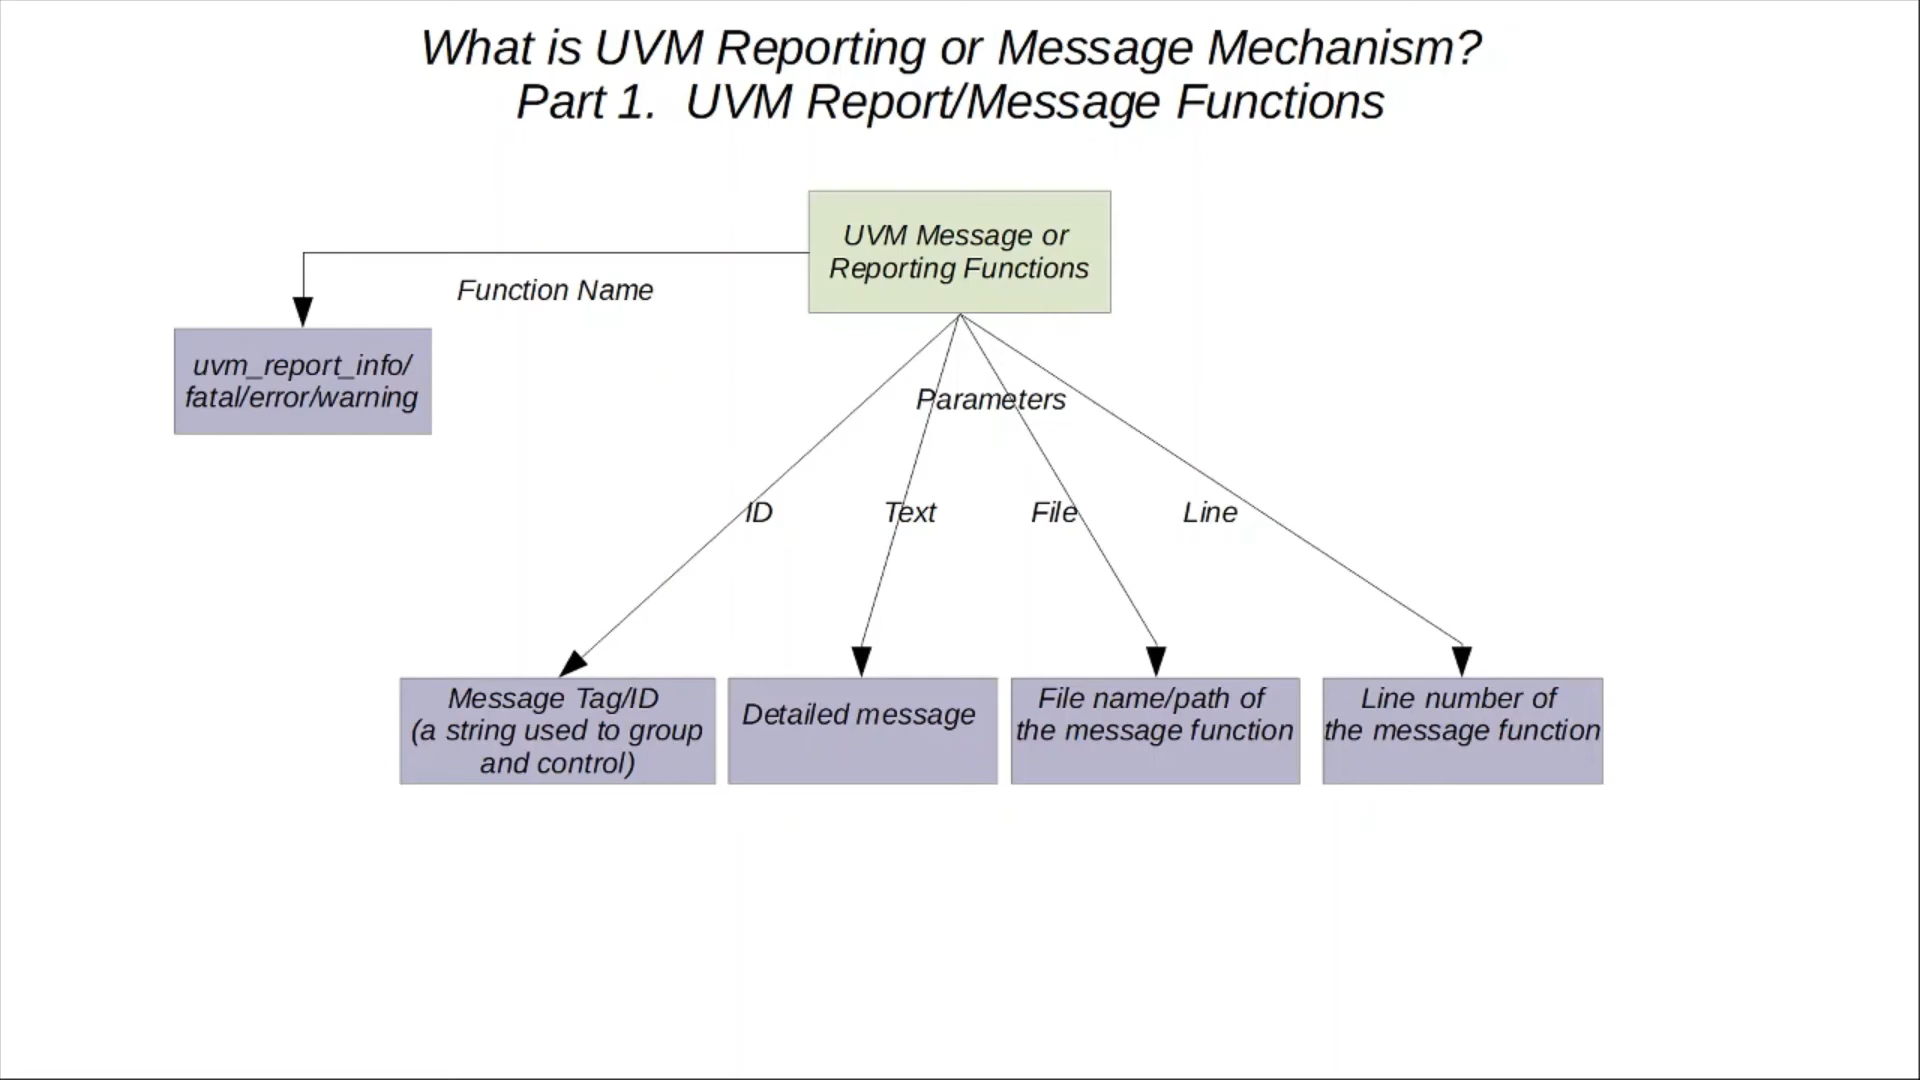 What is UVM Reporting or Message Mechanism?
Part 1.  UVM Report/Message Functions
UVM Message or
Reporting Functions
Function Name
uvm_report_info/
fatal/error/warning
Parameters
ID
Text
File
Line
Message Tag/ID
(a string used to group
and control)
Detailed message
File name/path of
the message function
Line number of
the message function